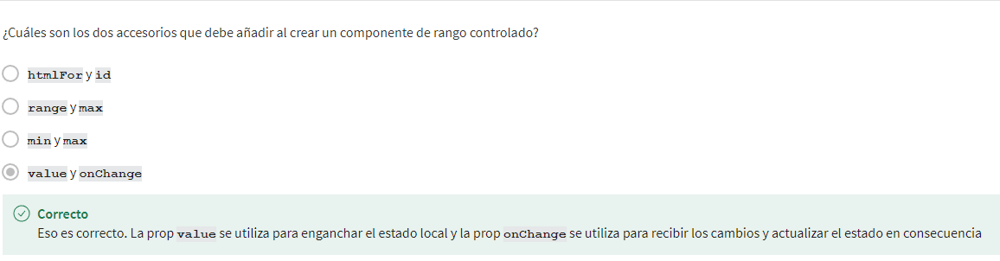 ¿Cuáles son los dos accesorios que debe añadir al crear un componente de rango controlado?
htmlFor y id
range y max
min y max
value y onChange
Correcto
Eso es correcto. La prop value se utiliza para enganchar el estado local y la prop onChange se utiliza para recibir los cambios y actualizar el estado en consecuencia